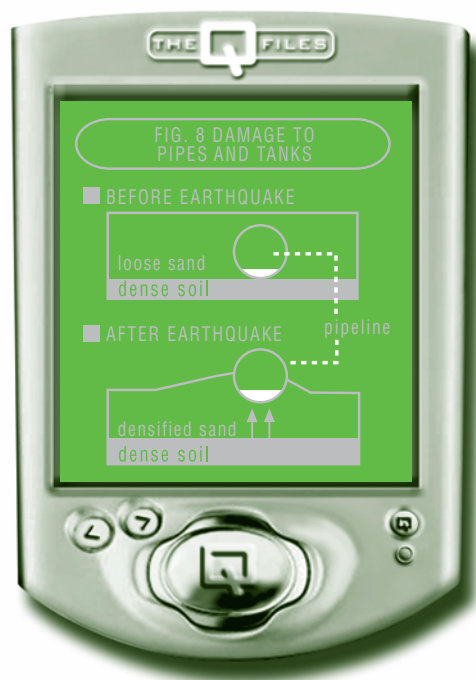 THE Q FILES
FIG. 8 DAMAGE TO
PIPES AND TANKS
BEFORE EARTHQUAKE
loose sand
dense soil
pipeline
AFTER EARTHQUAKE
densified sand
dense soil
Q
Q